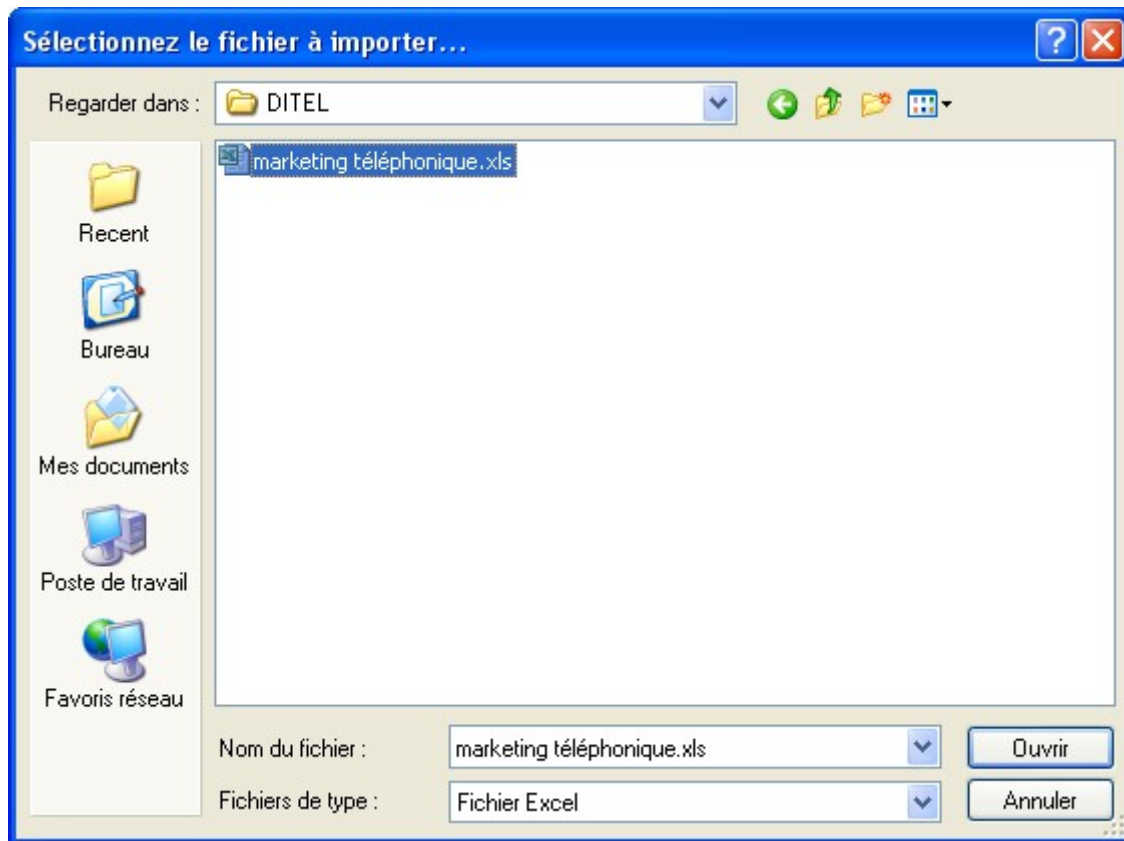 Sélectionnez le fichier à importer...
Regarder dans :
DITEL
marketing téléphonique.xls
Recent
Bureau
Mes documents
Poste de travail
Favoris réseau
Nom du fichier :
marketing téléphonique.xls
Ouvrir
Fichiers de type :
Fichier Excel
Annuler